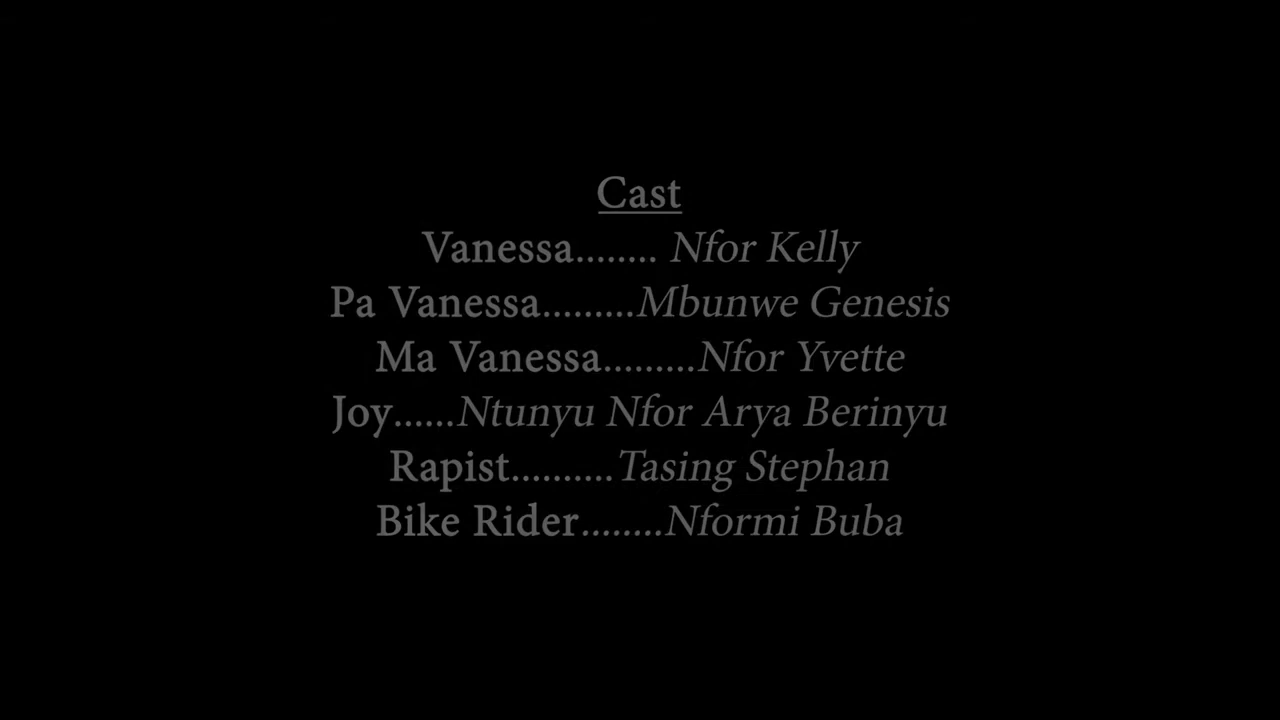 Cast
Vanessa........ Nfor Kelly
Pa Vanessa.........Mbunwe Genesis
Ma Vanessa.........Nfor Yvette
Joy......Ntunyu Nfor Arya Berinyu
Rapist..........Tasing Stephan
Bike Rider........Nformi Buba